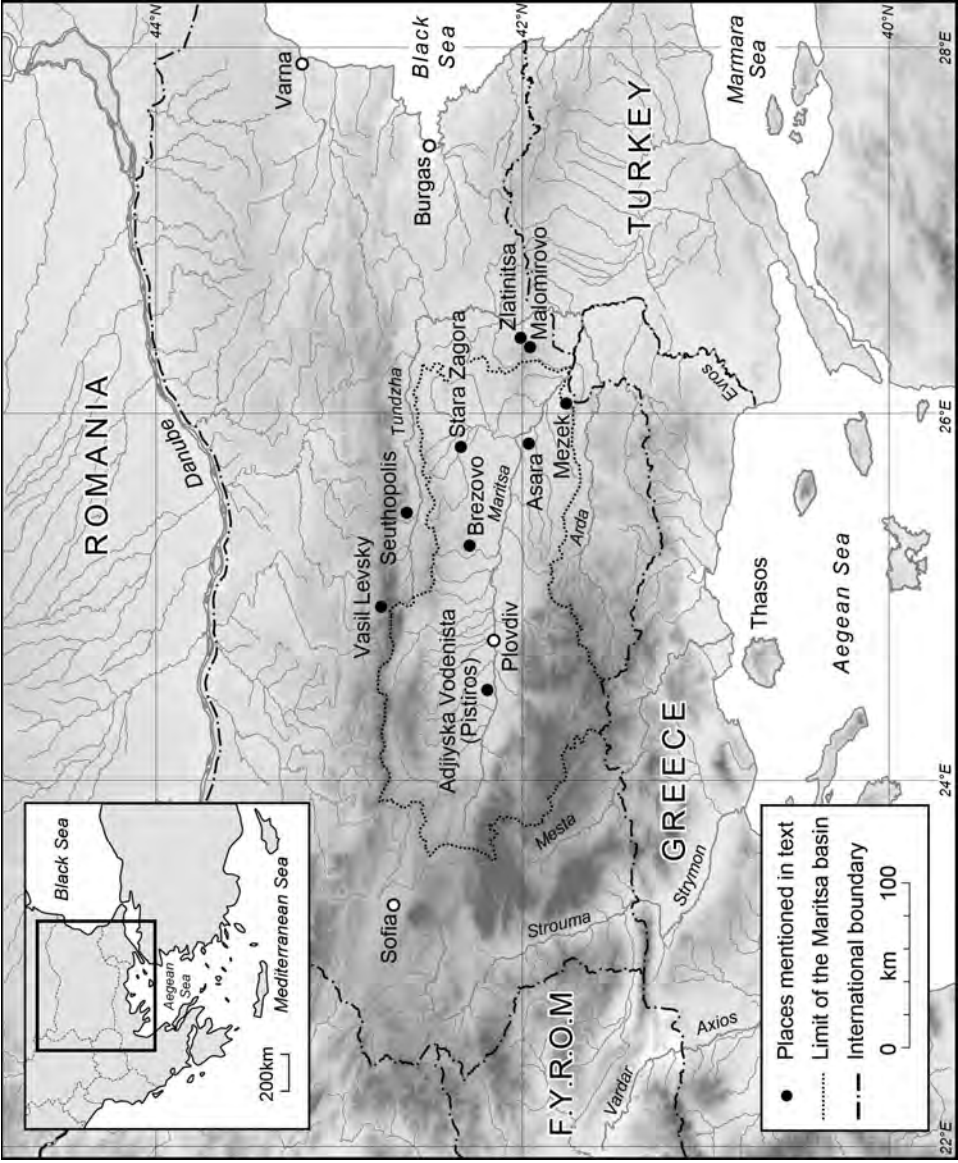 ROMANIA
Danube
44°N
Varna
Black
Sea
Burgas
42°N
Sofia
Vasil Levsky
Seuthopolis
Tundzha
Stara Zagora
Brezovo
Maritsa
Adjiyska Vodenista
(Pistiros)
Plovdiv
Zlatinitsa
Malomirovo
Asara
Mezek
Arda
TURKEY
Marmara
Sea
Evros
Mesta
Strouma
GREECE
Strymon
F.Y.R.O.M
Vardar
Axios
Thasos
Aegean Sea
40°N
22°E
24°E
26°E
28°E
Black Sea
Aegean
Sea
Mediterranean Sea
200km
Places mentioned in text
Limit of the Maritsa basin
International boundary
0 km 100